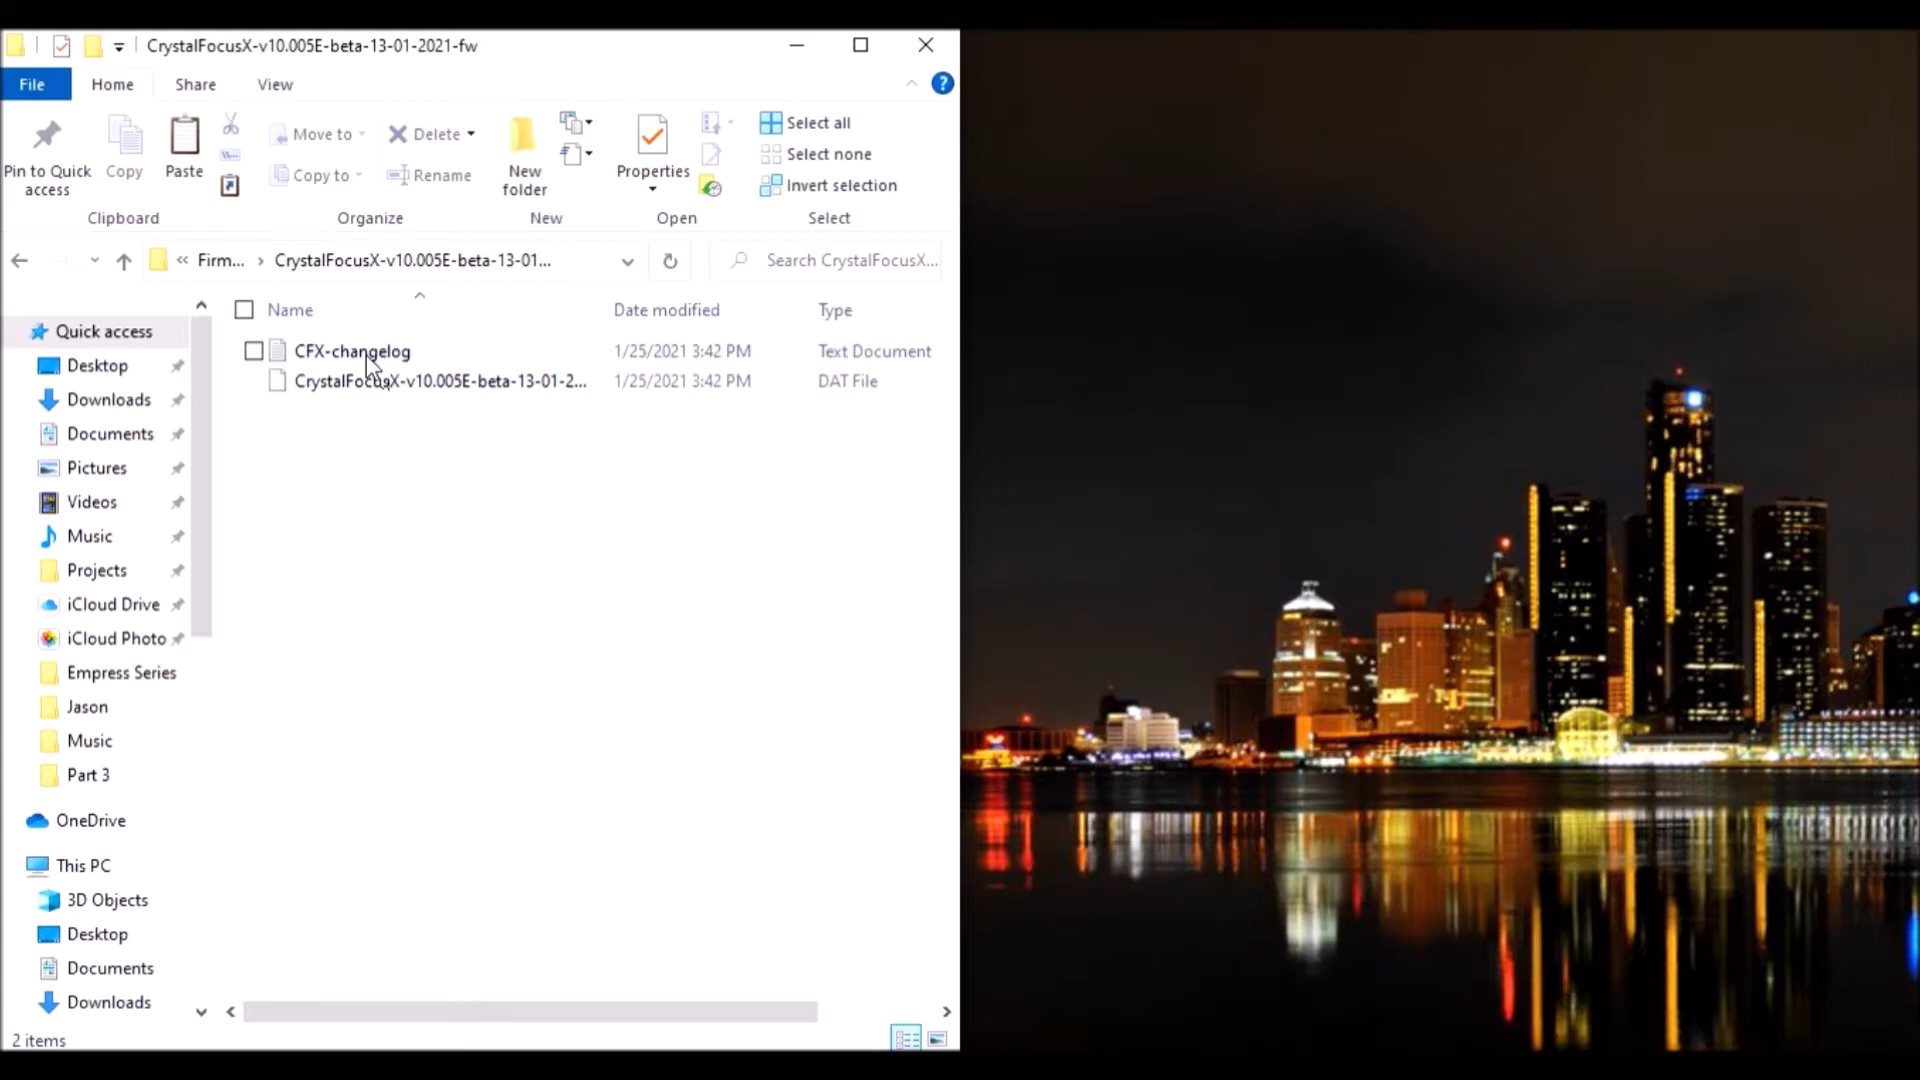 CrystalFocusX-v10.005E-beta-13-01-2021-fw
File Home Share View
Pin to Quick access
Copy
Paste
Move to
Copy to
Delete
Rename
New folder
Properties
Select all
Select none
Invert selection
Clipboard Organize New Open Select
« Firm... › CrystalFocusX-v10.005E-beta-13-01...
Search CrystalFocusX...
Name Date modified Type
CFX-changelog 1/25/2021 3:42 PM Text Document
CrystalFocusX-v10.005E-beta-13-01-2... 1/25/2021 3:42 PM DAT File
Quick access
Desktop
Downloads
Documents
Pictures
Videos
Music
Projects
iCloud Drive
iCloud Photo
Empress Series
Jason
Music
Part 3
OneDrive
This PC
3D Objects
Desktop
Documents
Downloads
2 items